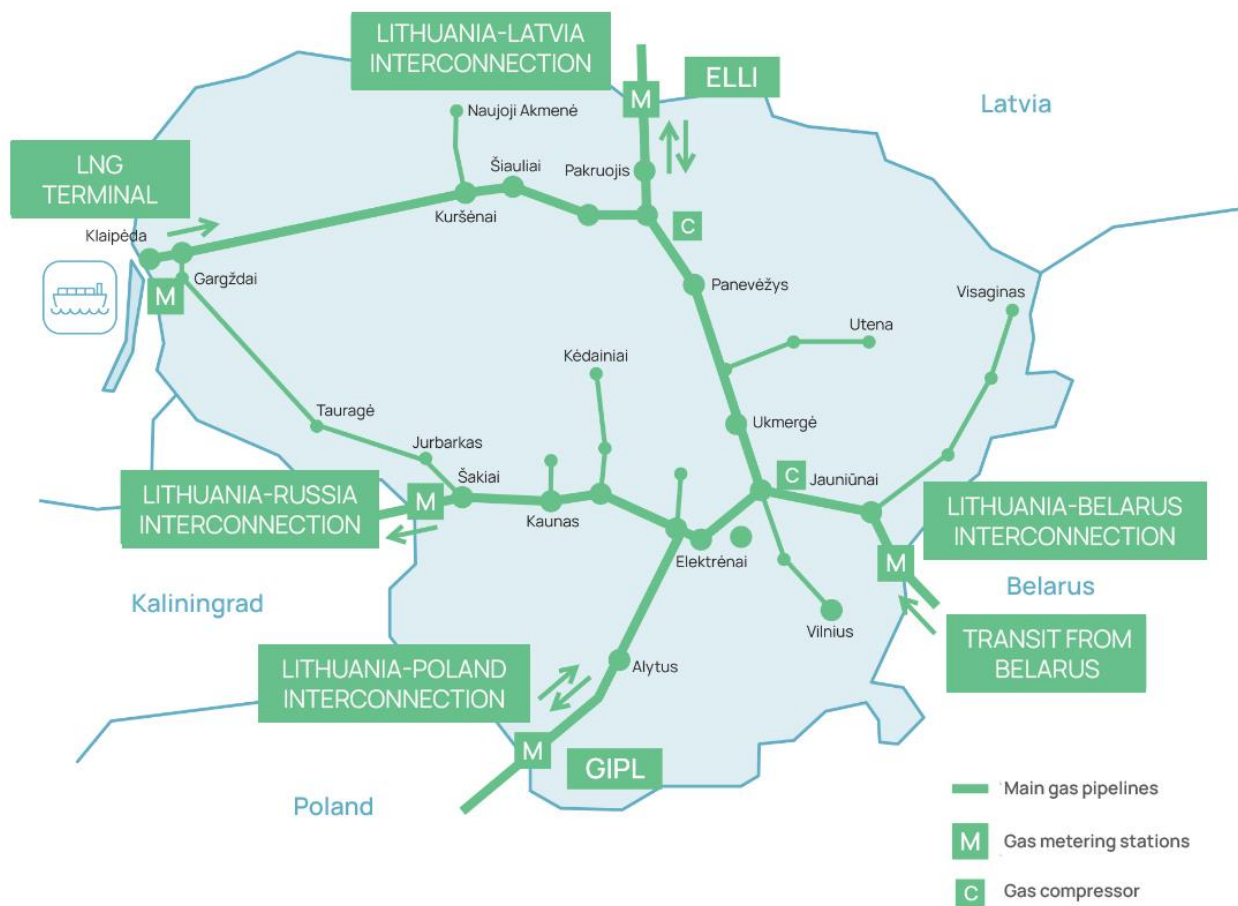 LITHUANIA-LATVIA
INTERCONNECTION
ELLI
M
Latvia
Naujoji Akmenė
LNG
TERMINAL
Šiauliai
Pakruojis
Kuršėnai
C
Klaipėda
Gargždai
M
Panevėžys
Visaginas
Utena
Kėdainiai
Tauragė
Ukmergė
Jurbarkas
C
Jauniūnai
Šakiai
LITHUANIA-RUSSIA
INTERCONNECTION
M
Kaunas
LITHUANIA-BELARUS
INTERCONNECTION
Elektrėnai
M
Belarus
Kaliningrad
Vilnius
TRANSIT FROM
BELARUS
LITHUANIA-POLAND
INTERCONNECTION
Alytus
M
GIPL
Poland
Main gas pipelines
M
Gas metering stations
C
Gas compressor